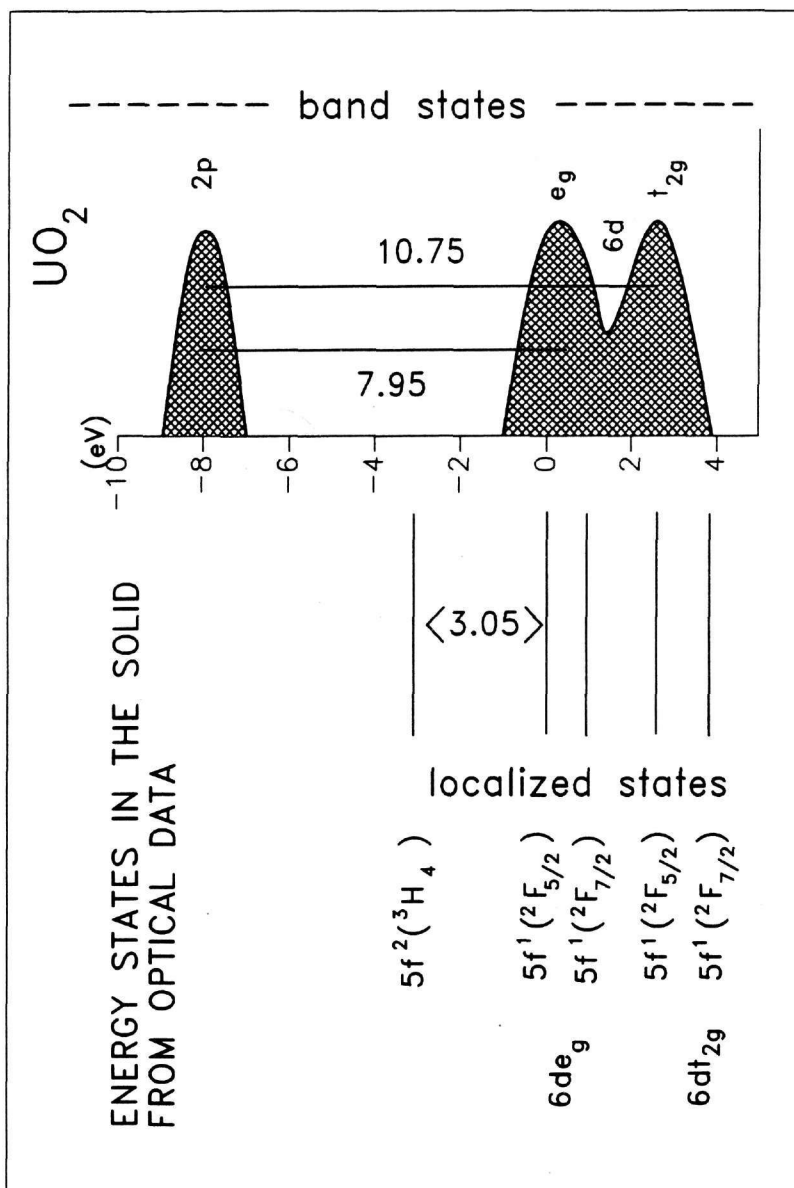 UO2
--------- band states ---------
2p
eg
6d
t2g
10.75
7.95
(eV)
-10
-8
-6
-4
-2
0
2
4
ENERGY STATES IN THE SOLID
FROM OPTICAL DATA
<3.05>
localized states
5f²(³H₄)
5f¹(²F5/2)
5f¹(²F7/2)
5f¹(²F5/2)
5f¹(²F7/2)
6deg
6dt2g